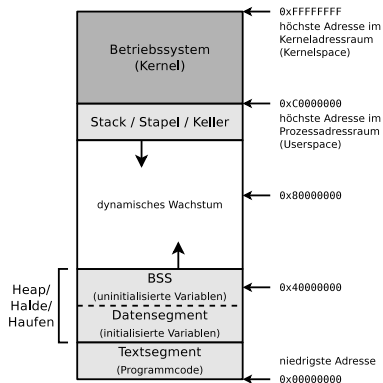 0xFFFFFFFF
höchste Adresse im
Kerneladressraum
(Kernelspace)
Betriebssystem
(Kernel)
0xC0000000
höchste Adresse im
Prozessadressraum
(Userspace)
Stack / Stapel / Keller
dynamisches Wachstum
0x80000000
Heap/
Halde/
Haufen
BSS
(uninitialisierte Variablen)
0x40000000
Datensegment
(initialisierte Variablen)
Textsegment
(Programmcode)
niedrigste Adresse
0x00000000